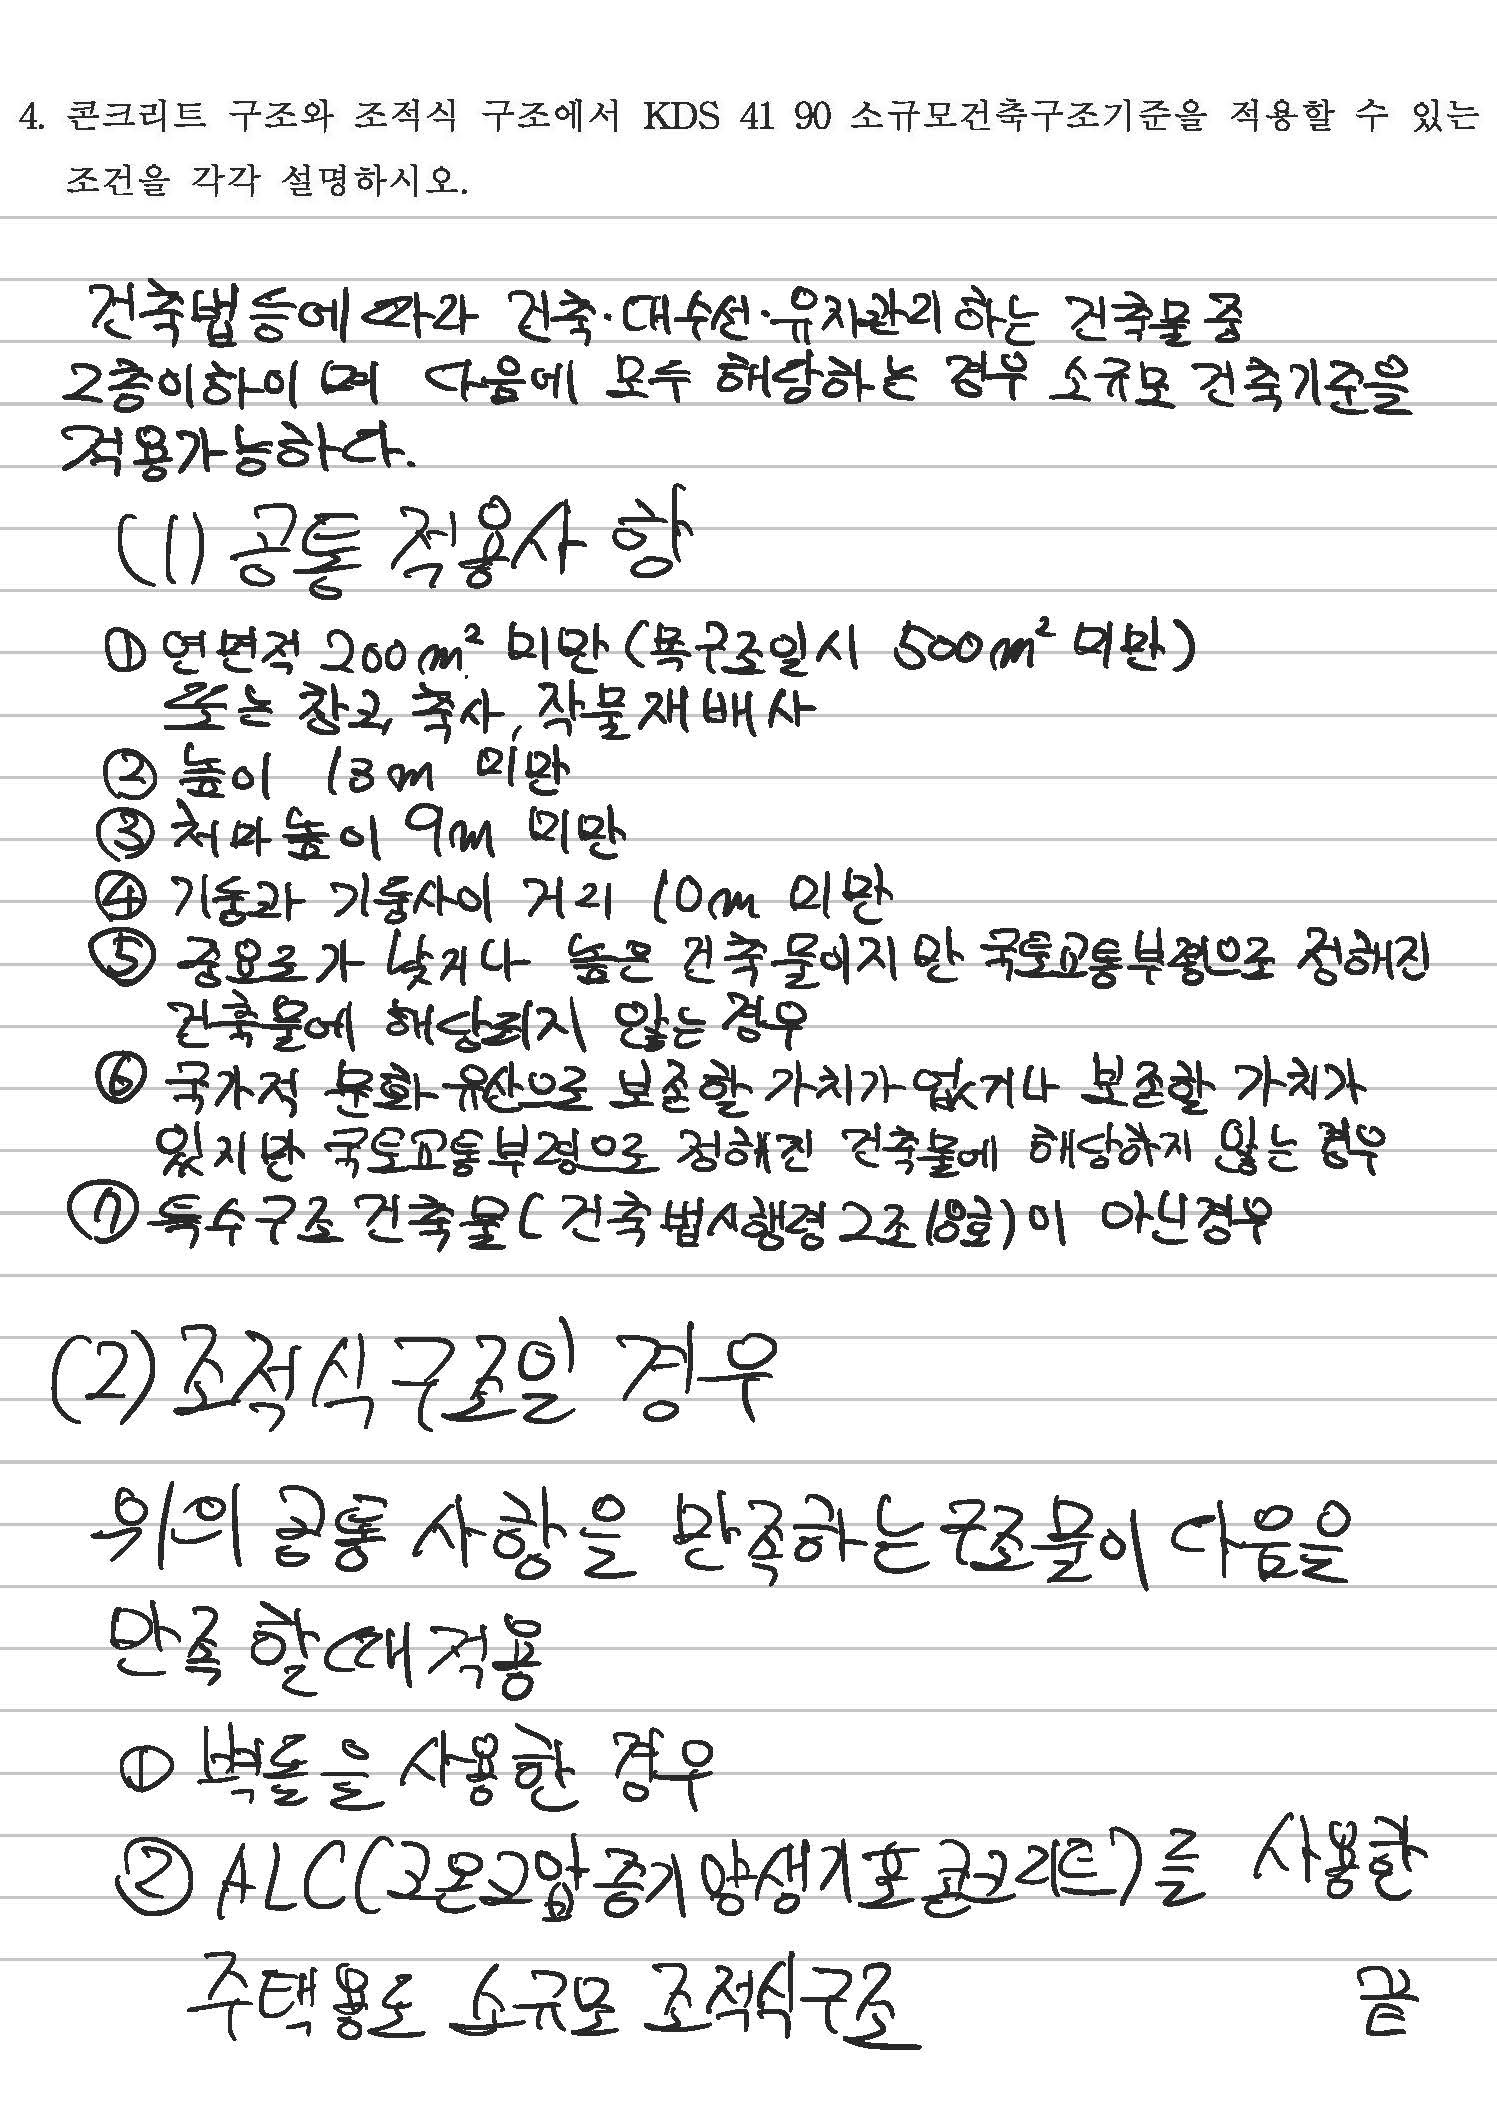 4. 콘크리트 구조와 조적식 구조에서 KDS 41 90 소규모건축구조기준을 적용할 수 있는
조건을 각각 설명하시오.
건축법 등에 따라 건축·대수선·유지관리하는 건축물 중
2층이하이며 다음에 모두 해당하는 경우 소규모 건축기준을
적용가능하다.
(1) 공통 적용사항
① 연면적 200m² 미만 (목구조일시 500m² 미만)
또는 창고, 축사, 작물재배사
② 높이 13m 미만
③ 처마높이 9m 미만
④ 기둥과 기둥사이 거리 10m 미만
⑤ 중요도가 낮거나 높은 건축물이지만 국토교통부령으로 정해진
건축물에 해당되지 않는 경우
⑥ 국가적 문화유산으로 보존할 가치가 없거나 보존할 가치가
있지만 국토교통부령으로 정해진 건축물에 해당하지 않는 경우
⑦ 특수구조 건축물(건축법시행령2조18호)이 아닌경우
(2) 조적식구조일 경우
위의 공통 사항을 만족하는 구조물이 다음을
만족할때 적용
① 벽돌을 사용한 경우
② ALC(고온고압증기양생기포콘크리트)를 사용한
주택용도 소규모 조적식구조 끝